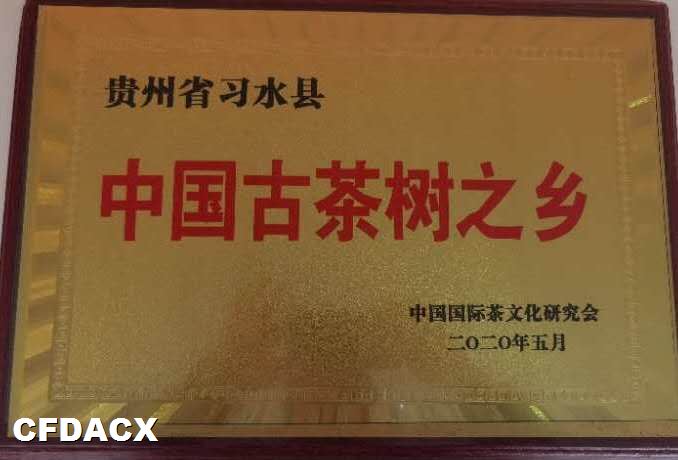 贵州省习水县
中国古茶树之乡
中国国际茶文化研究会
二〇二〇年五月
CFDACX